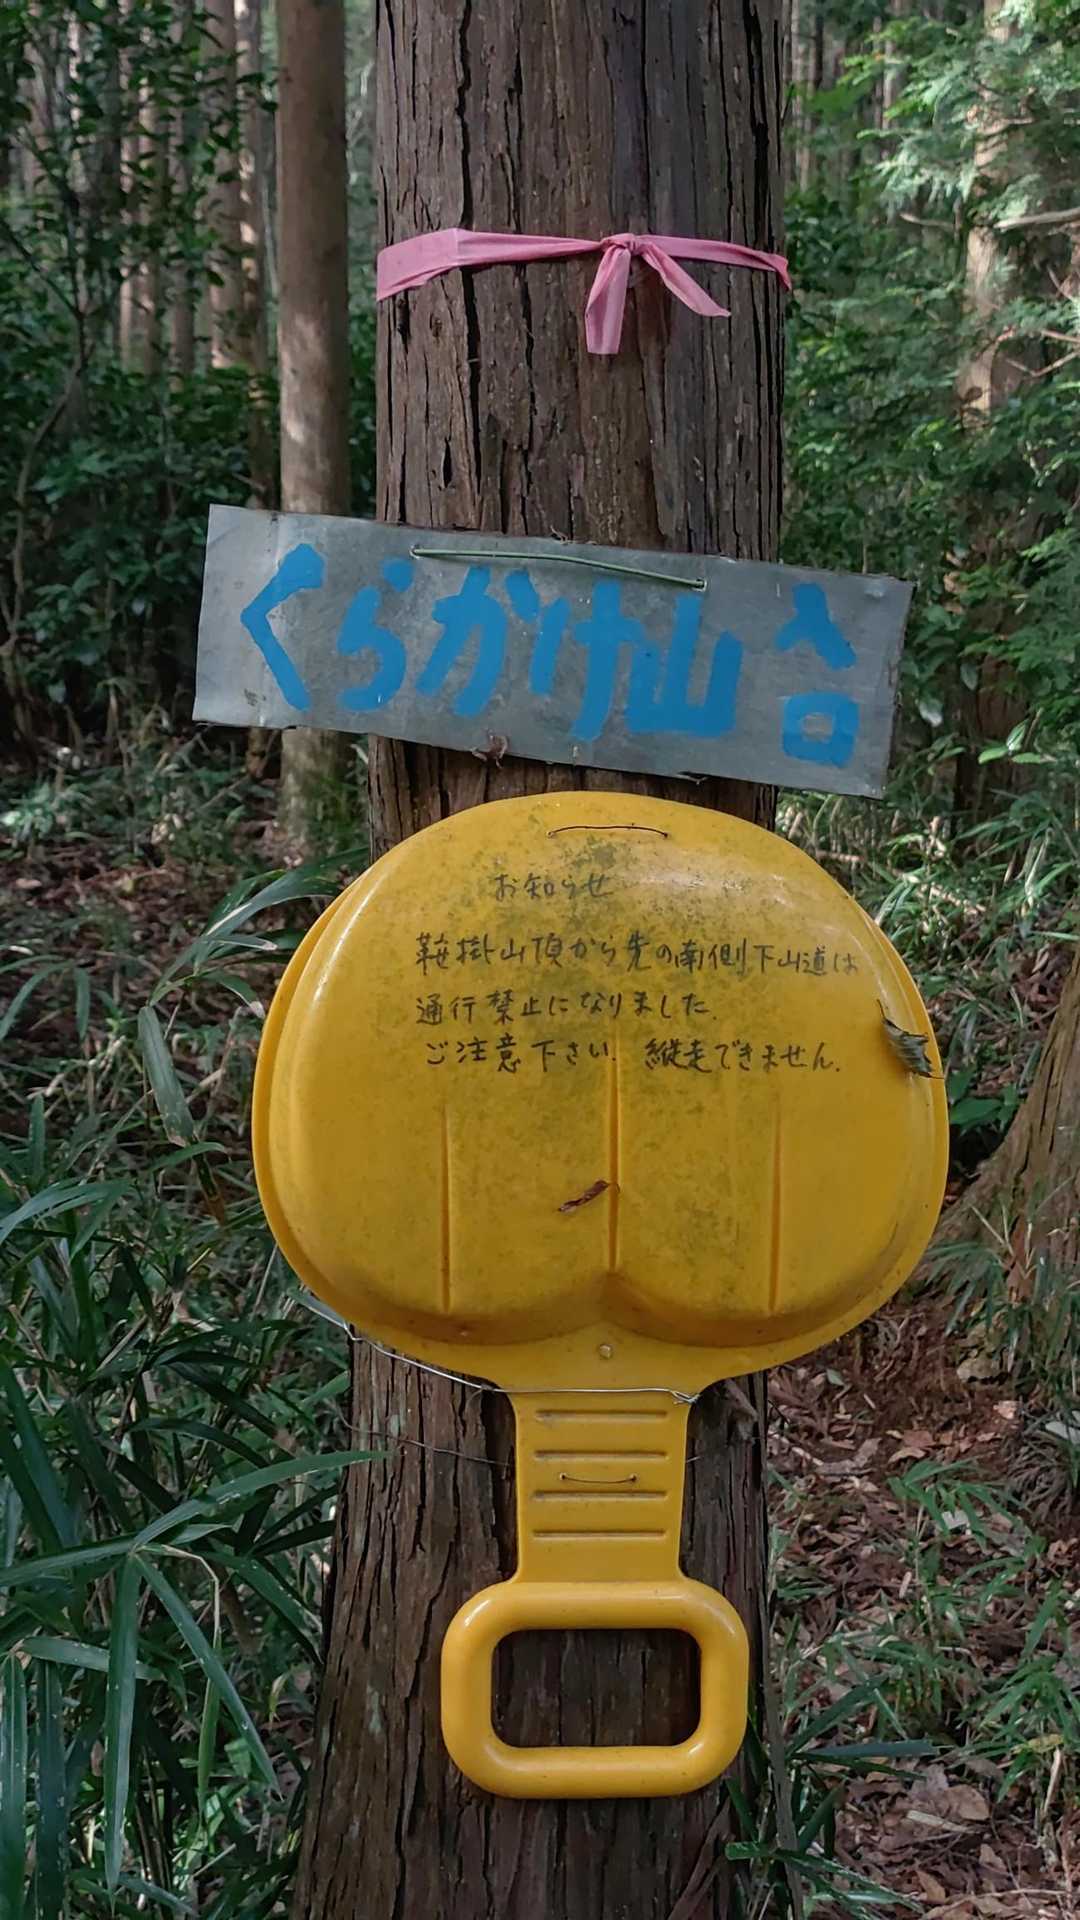 くらかけ山入口
お知らせ
鞍掛山頂から先の南側下山道は
通行禁止になりました.
ご注意下さい. 縦走できません.